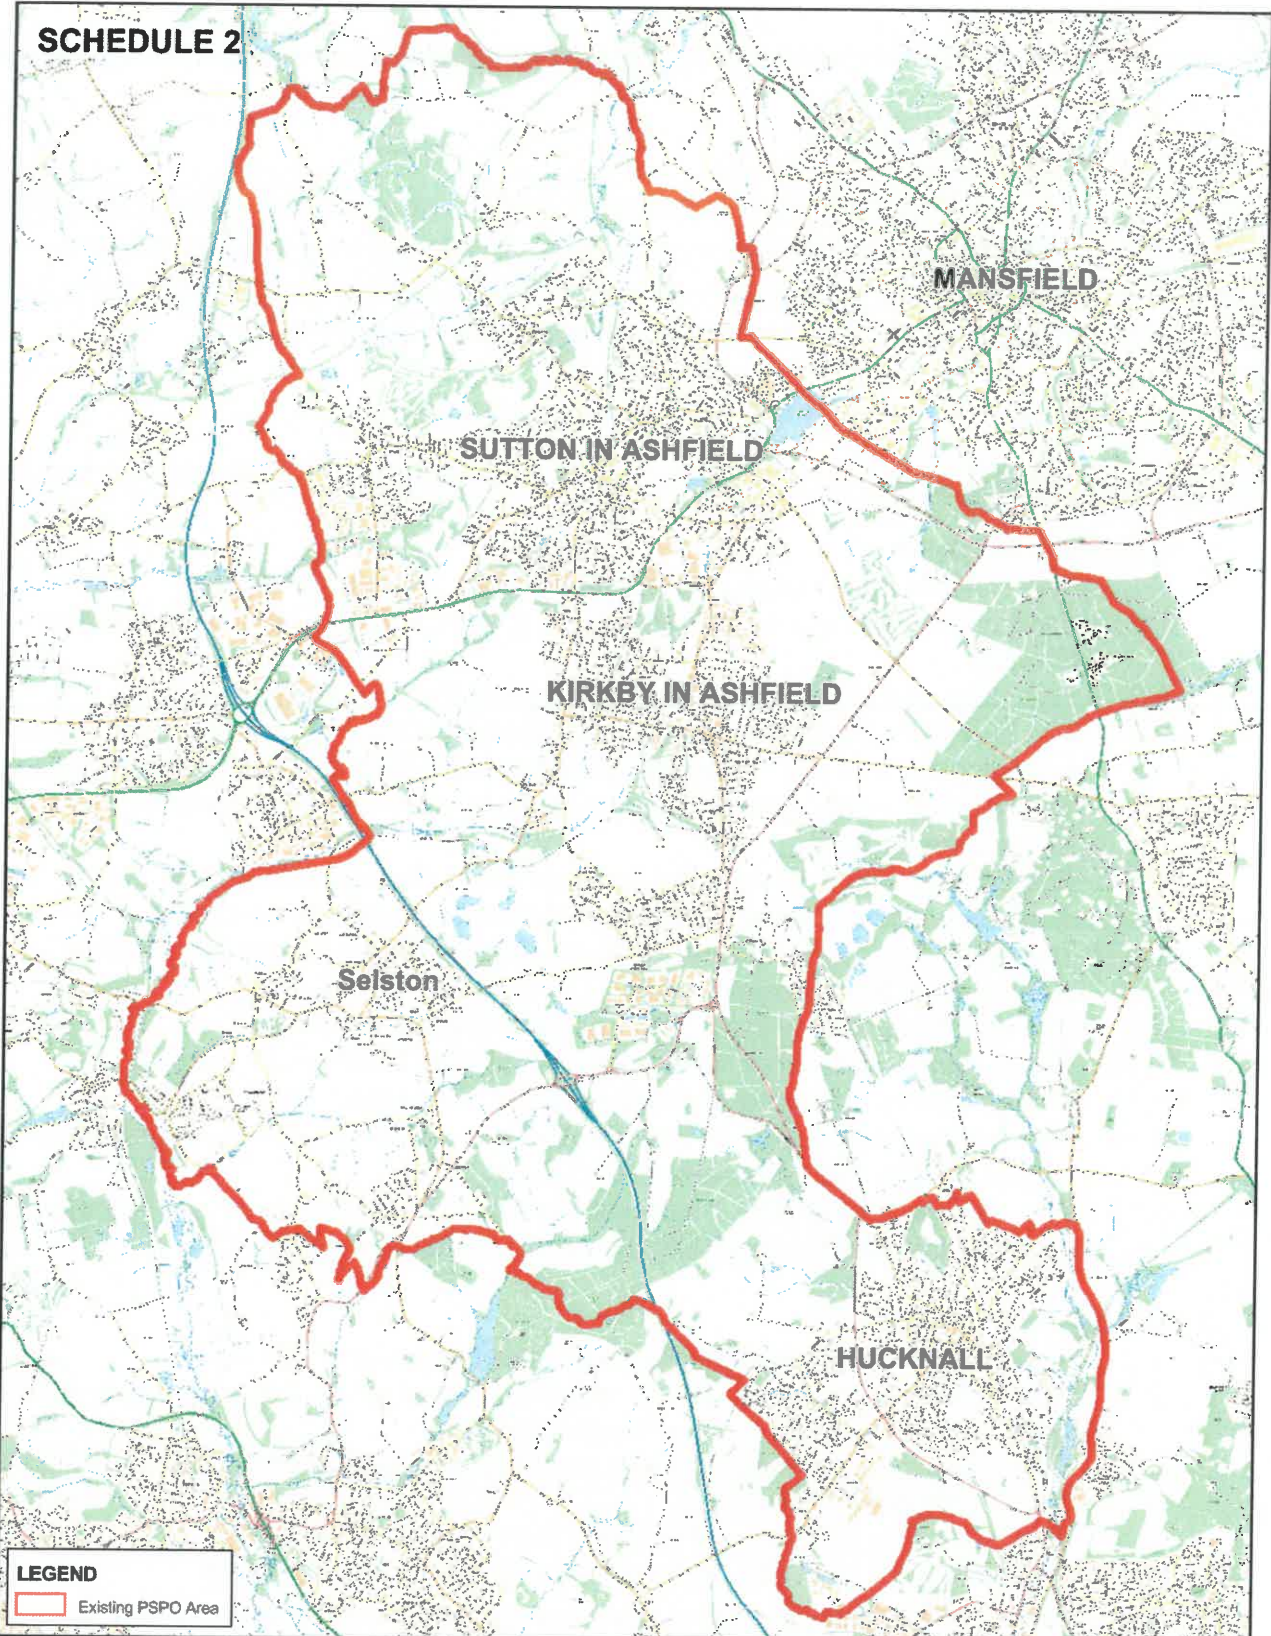 SCHEDULE 2
MANSFIELD
SUTTON IN ASHFIELD
KIRKBY IN ASHFIELD
Selston
HUCKNALL
LEGEND
Existing PSPO Area